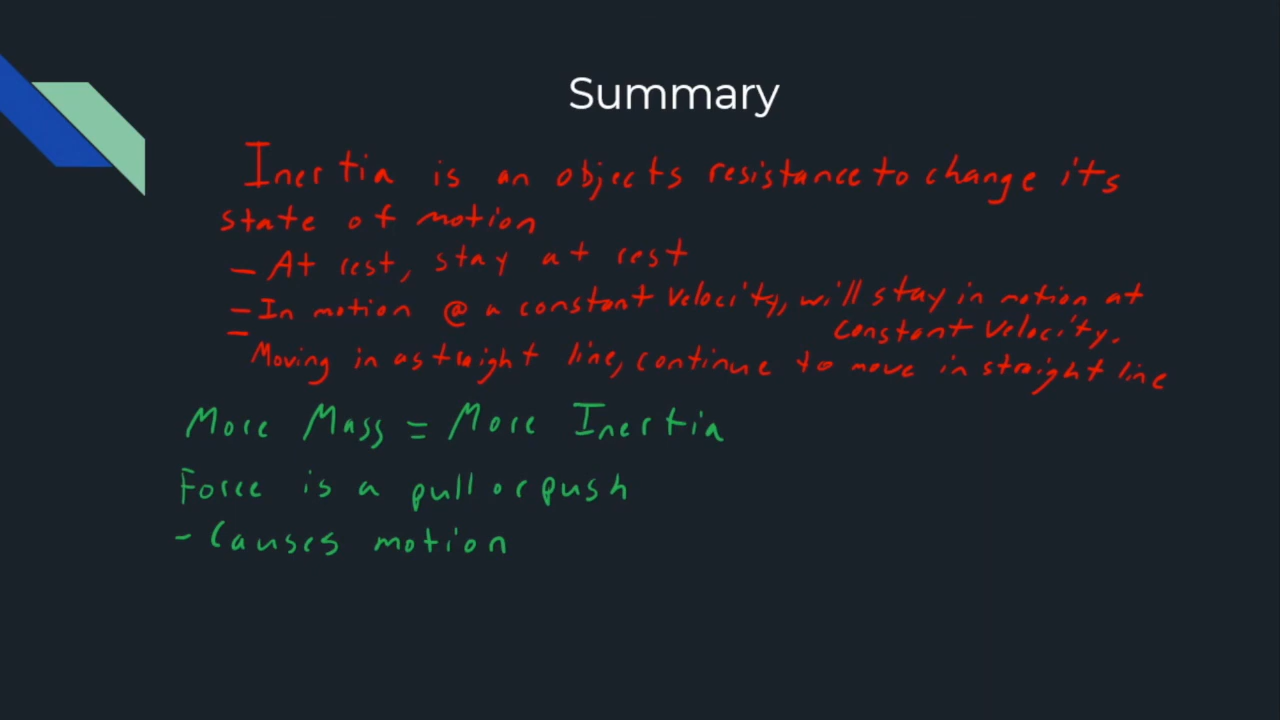 Summary
Inertia is an objects resistance to change its
state of motion
- At rest, stay at rest
- In motion @ a constant velocity, will stay in motion at
constant velocity.
- Moving in a straight line, continue to move in straight line
More Mass = More Inertia
Force is a pull or push
- Causes motion